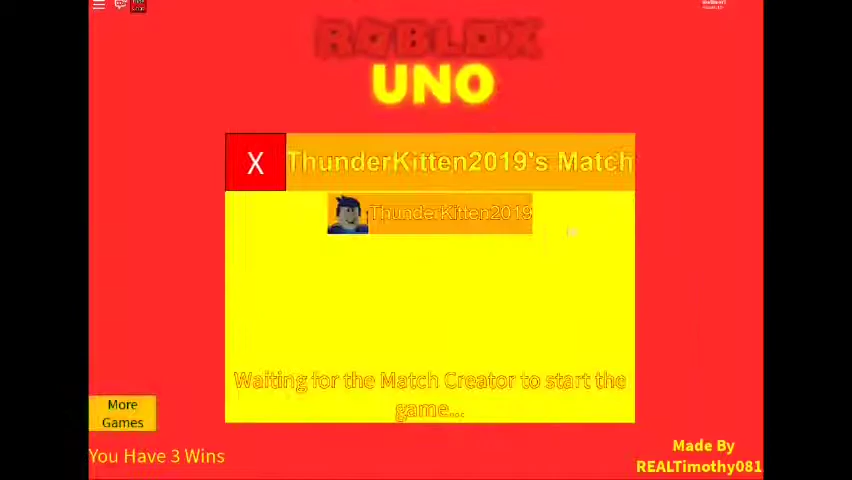 ROBLOX
UNO
X
ThunderKitten2019's Match
ThunderKitten2019
Waiting for the Match Creator to start the
game...
More
Games
You Have 3 Wins
Made By
REALTimothy081